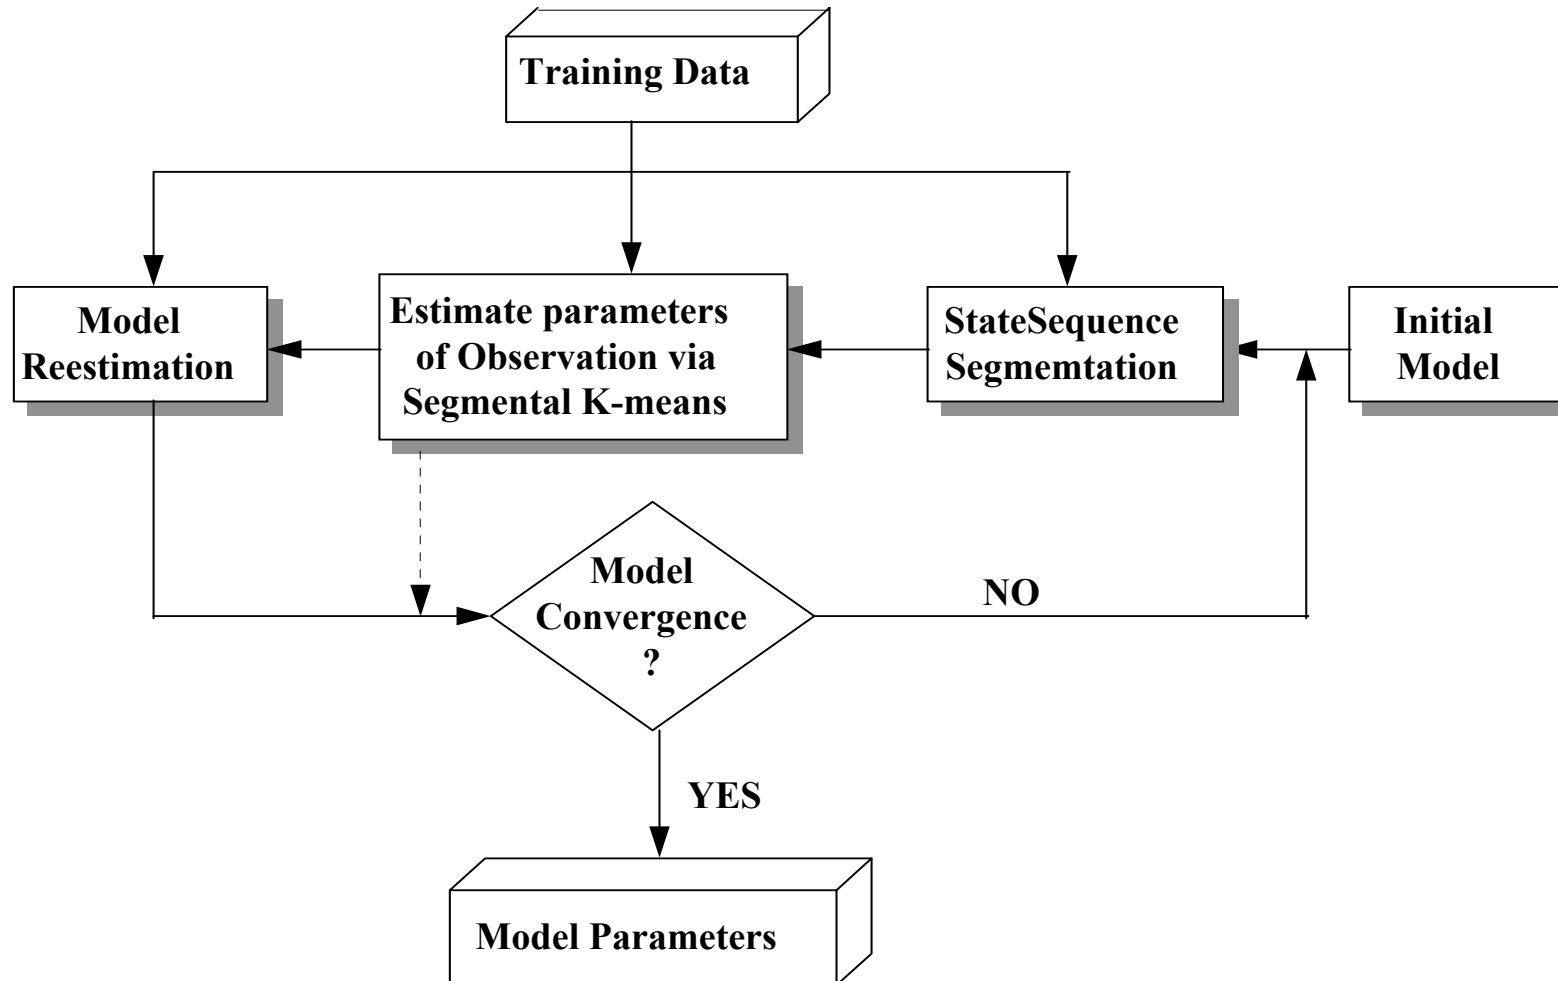 Training Data
Model
Reestimation
Estimate parameters
of Observation via
Segmental K-means
StateSequence
Segmemtation
Initial
Model
Model
Convergence
?
NO
YES
Model Parameters